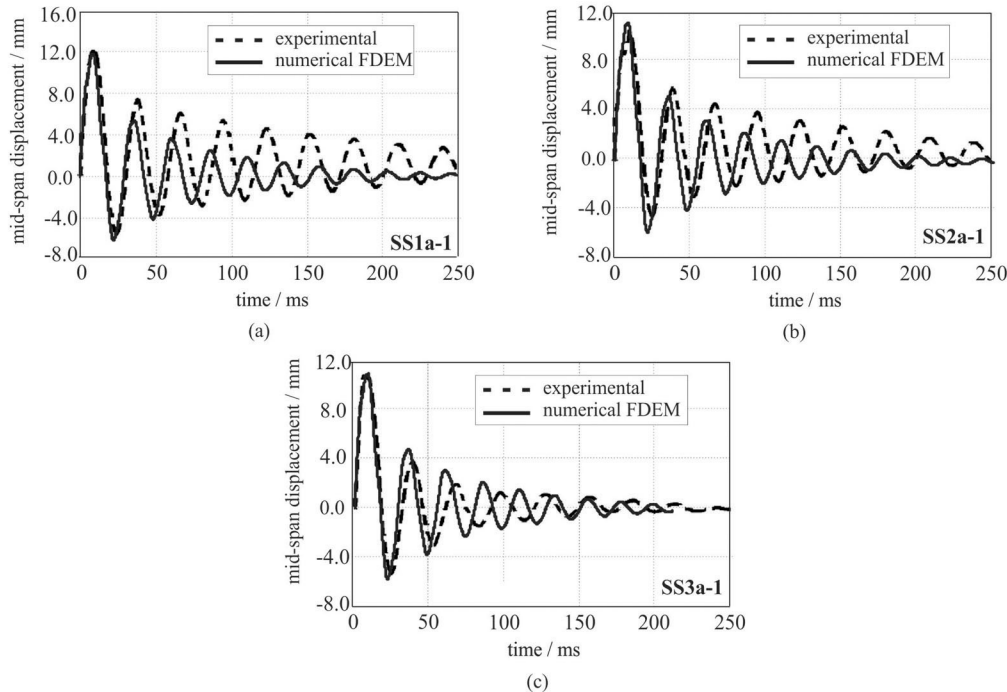 16.0
12.0
8.0
4.0
0.0
-4.0
-8.0
mid-span displacement / mm
experimental
numerical FDEM
SS1a-1
0 50 100 150 200 250
time / ms
(a)
12.0
8.0
4.0
0.0
-4.0
-8.0
mid-span displacement / mm
experimental
numerical FDEM
SS2a-1
0 50 100 150 200 250
time / ms
(b)
12.0
8.0
4.0
0.0
-4.0
-8.0
mid-span displacement / mm
experimental
numerical FDEM
SS3a-1
0 50 100 150 200 250
time / ms
(c)